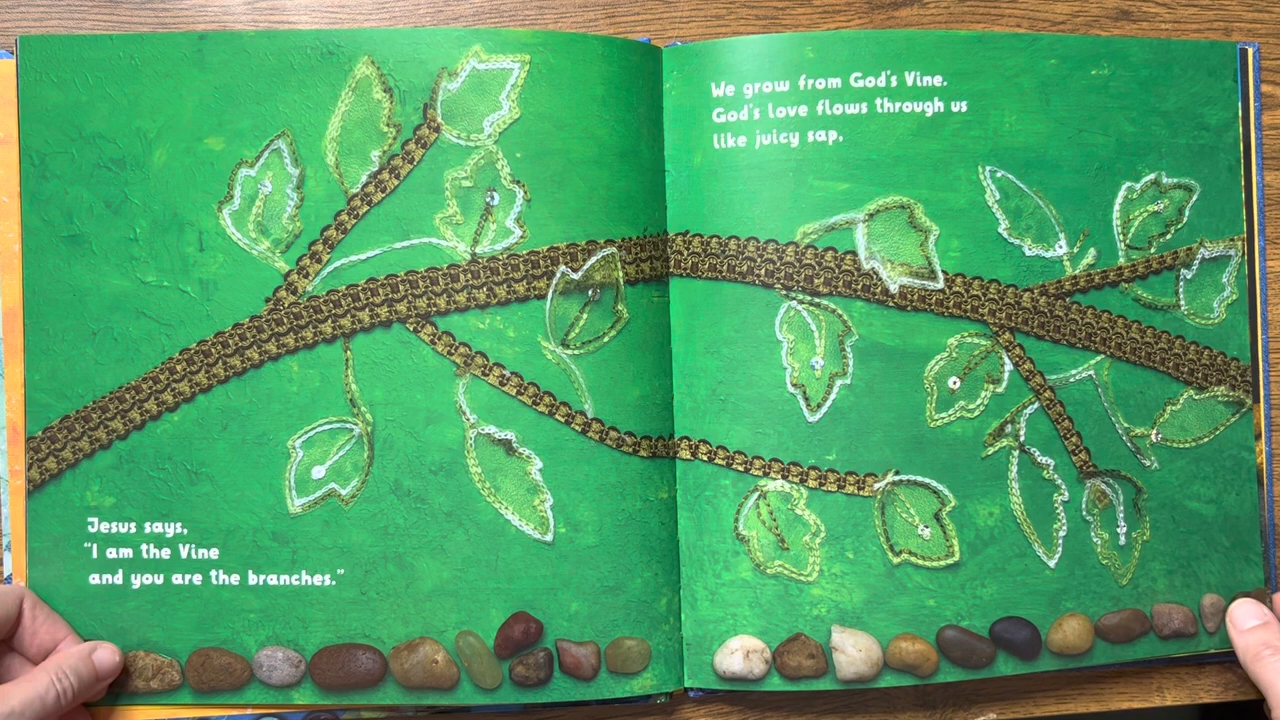 Jesus says,
“I am the Vine
and you are the branches.”
We grow from God's Vine.
God's love flows through us
like juicy sap,